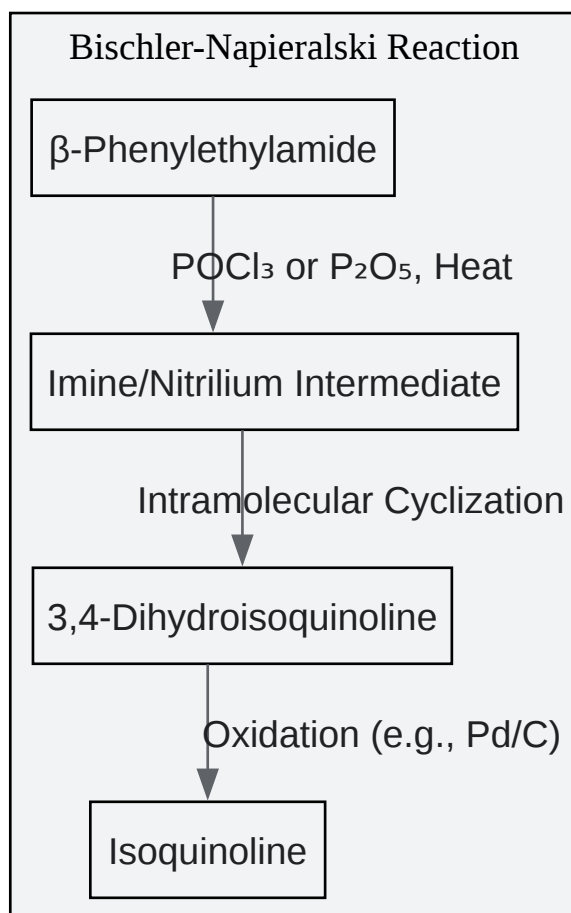 Bischler-Napieralski Reaction
β-Phenylethylamide
POCl₃ or P₂O₅, Heat
Imine/Nitrilium Intermediate
Intramolecular Cyclization
3,4-Dihydroisoquinoline
Oxidation (e.g., Pd/C)
Isoquinoline